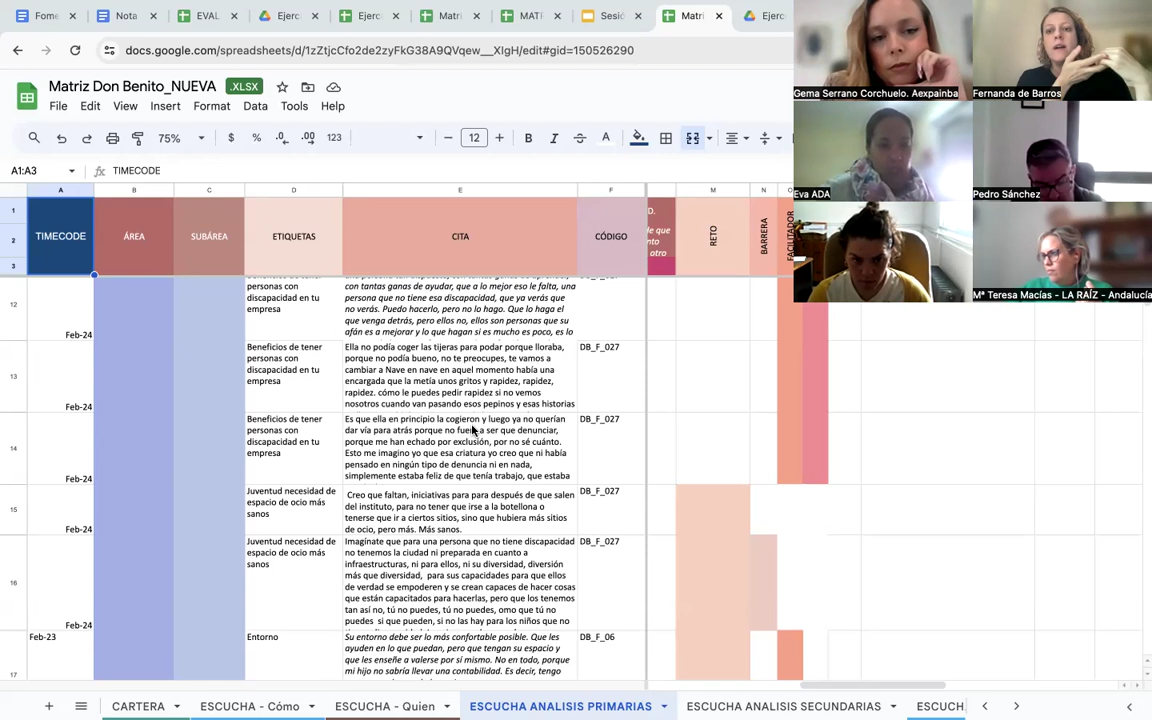 Fome
Nota
EVAL
Ejerc
Ejerc
Matri
MATR
Sesió
Matri
Ejerc
docs.google.com/spreadsheets/d/1zZtjcCfo2de2zyFkG38A9QVqew__XIgH/edit#gid=150526290
Matriz Don Benito_NUEVA .XLSX
File Edit View Insert Format Data Tools Help
75% $ % .0 .00 123 12 B I S A
A1:A3 fx TIMECODE
A B C D E F M N O
TIMECODE ÁREA SUBÁREA ETIQUETAS CITA CÓDIGO
D.
de que
nto
otro
RETO
BARRERA
FACILITADOR
1
2
3
12
Feb-24
personas con
discapacidad en tu
empresa
con tantas ganas de ayudar, que a lo mejor eso le falta, una
persona que no tiene esa discapacidad, que ya verás que
no verás. Puedo hacerlo, pero no lo hago. Que lo haga el
que venga detrás, pero ellos no, ellos son personas que su
afán es a mejorar y lo que hagan si es mucho es poco, es lo
13
Feb-24
Beneficios de tener
personas con
discapacidad en tu
empresa
Ella no podía coger las tijeras para podar porque lloraba,
porque no podía bueno, no te preocupes, te vamos a
cambiar a Nave en nave en aquel momento había una
encargada que la metía unos gritos y rapidez, rapidez,
rapidez. cómo le puedes pedir rapidez si no vemos
nosotros cuando van pasando esos pepinos y esas historias
DB_F_027
14
Feb-24
Beneficios de tener
personas con
discapacidad en tu
empresa
Es que ella en principio la cogieron y luego ya no querían
dar vía para atrás porque no fuera a ser que denunciar,
porque me han echado por exclusión, por no sé cuánto.
Esto me imagino yo que esa criatura yo creo que ni había
pensado en ningún tipo de denuncia ni en nada,
simplemente estaba feliz de que tenía trabajo, que estaba
DB_F_027
15
Feb-24
Juventud necesidad de
espacio de ocio más
sanos
Creo que faltan, iniciativas para para después de que salen
del instituto, para no tener que irse a la botellona o
tenerse que ir a ciertos sitios, sino que hubiera más sitios
de ocio, pero más. Más sanos.
DB_F_027
16
Feb-24
Juventud necesidad de
espacio de ocio más
sanos
Imagínate que para una persona que no tiene discapacidad
no tenemos la ciudad ni preparada en cuanto a
infraestructuras, ni para ellos, ni su diversidad, diversión
más que diversidad, para sus capacidades para que ellos
de verdad se empoderen y se crean capaces de hacer cosas
que están capacitados para hacerlas, pero que los tenemos
tan así no, tú no puedes, tú no puedes, omo que tú no
puedes si que pueden, si no las hay para los niños que no
DB_F_027
17
Feb-23
Entorno
Su entorno debe ser lo más confortable posible. Que les
ayuden en lo que puedan, pero que tengan su espacio y
que les enseñe a valerse por sí mismo. No en todo, porque
mi hijo no sabría llevar una contabilidad. Es decir, tengo
DB_F_06
CARTERA
ESCUCHA - Cómo
ESCUCHA - Quien
ESCUCHA ANALISIS PRIMARIAS
ESCUCHA ANALISIS SECUNDARIAS
ESCUCH
Gema Serrano Corchuelo. Aexpainba
Fernanda de Barros
Eva ADA
Pedro Sánchez
Mª Teresa Macías - LA RAÍZ - Andalucía